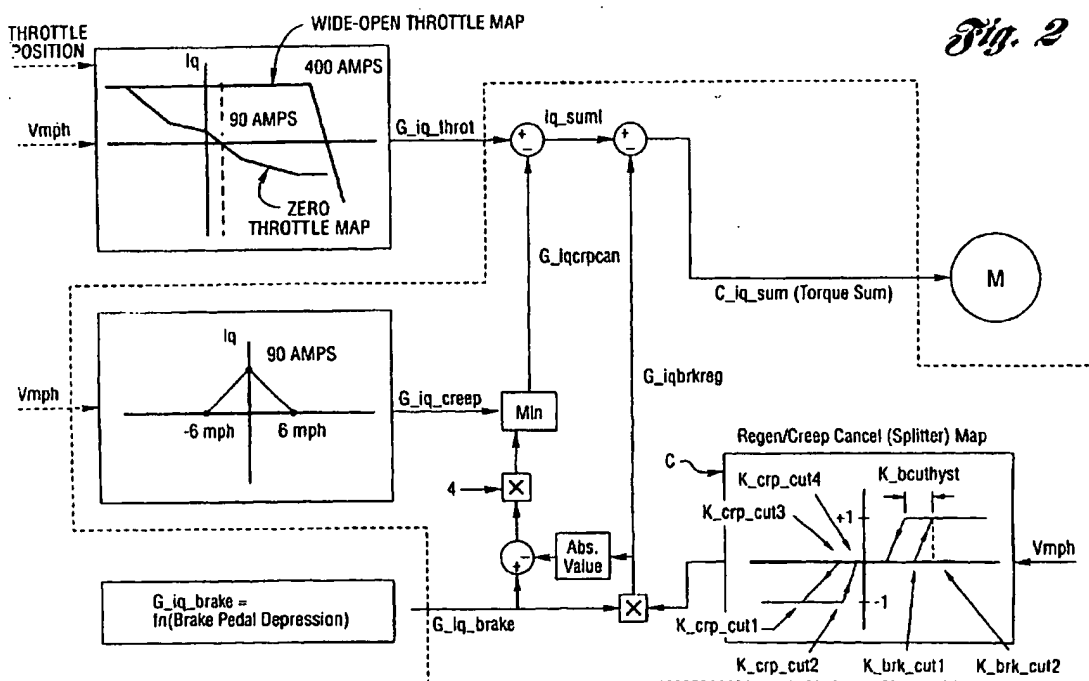 Fig. 2
WIDE-OPEN THROTTLE MAP
THROTTLE
POSITION
Iq
400 AMPS
90 AMPS
Vmph
G_iq_throt
ZERO
THROTTLE MAP
+
−
iq_sum1
+
−
G_iqcrpcan
C_iq_sum (Torque Sum)
M
Iq
90 AMPS
Vmph
G_iq_creep
-6 mph
6 mph
Min
G_iqbrkreg
4
X
Regen/Creep Cancel (Splitter) Map
C
K_crp_cut4
K_bcuthyst
K_crp_cut3
+1
Vmph
-1
K_crp_cut1
K_crp_cut2
K_brk_cut1
K_brk_cut2
+
−
Abs.
Value
G_iq_brake =
fn(Brake Pedal Depression)
G_iq_brake
X